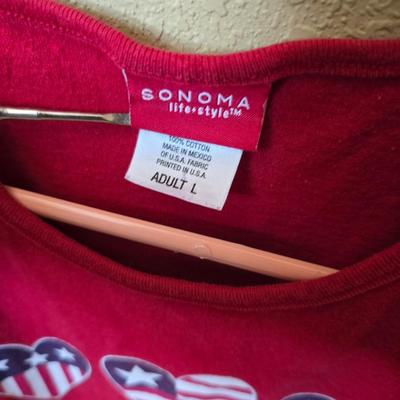 SONOMA
life+style™
100% COTTON
MADE IN MEXICO
OF U.S.A. FABRIC
PRINTED IN U.S.A.
ADULT L